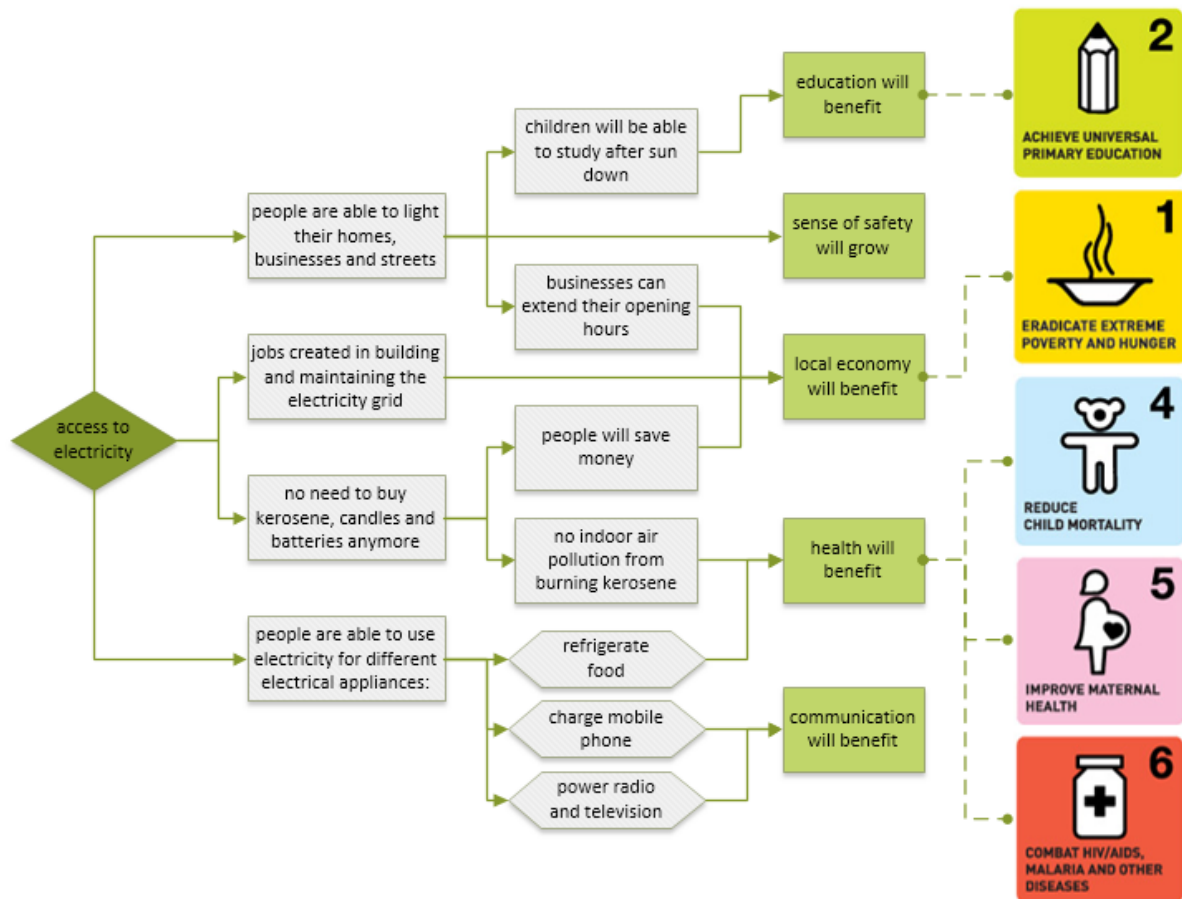 access to
electricity
people are able to light
their homes,
businesses and streets
jobs created in building
and maintaining the
electricity grid
no need to buy
kerosene, candles and
batteries anymore
people are able to use
electricity for different
electrical appliances:
children will be able
to study after sun
down
businesses can
extend their opening
hours
people will save
money
no indoor air
pollution from
burning kerosene
refrigerate
food
charge mobile
phone
power radio
and television
education will
benefit
sense of safety
will grow
local economy
will benefit
health will
benefit
communication
will benefit
2
ACHIEVE UNIVERSAL
PRIMARY EDUCATION
1
ERADICATE EXTREME
POVERTY AND HUNGER
4
REDUCE
CHILD MORTALITY
5
IMPROVE MATERNAL
HEALTH
6
COMBAT HIV/AIDS,
MALARIA AND OTHER
DISEASES